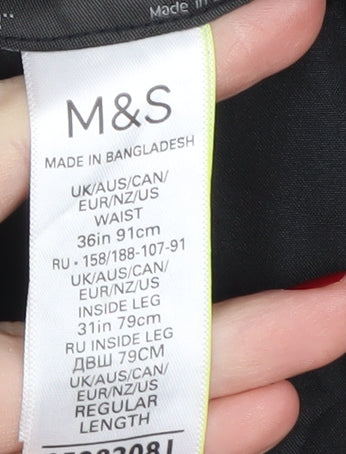 Made in
M&S
MADE IN BANGLADESH
UK/AUS/CAN/
EUR/NZ/US
WAIST
36in 91cm
RU • 158/188-107-91
UK/AUS/CAN/
EUR/NZ/US
INSIDE LEG
31in 79cm
RU INSIDE LEG
ДВШ 79CM
UK/AUS/CAN/
EUR/NZ/US
REGULAR
LENGTH